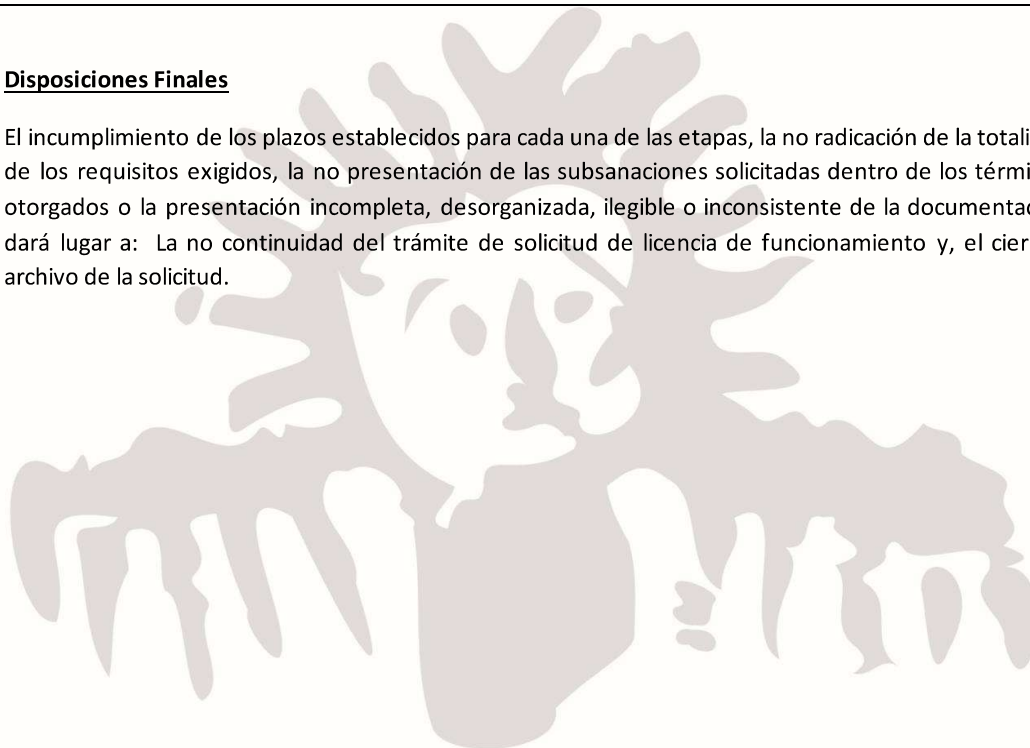 Disposiciones Finales
El incumplimiento de los plazos establecidos para cada una de las etapas, la no radicación de la totali
de los requisitos exigidos, la no presentación de las subsanaciones solicitadas dentro de los térmi
otorgados o la presentación incompleta, desorganizada, ilegible o inconsistente de la documentac
dará lugar a: La no continuidad del trámite de solicitud de licencia de funcionamiento y, el cier
archivo de la solicitud.